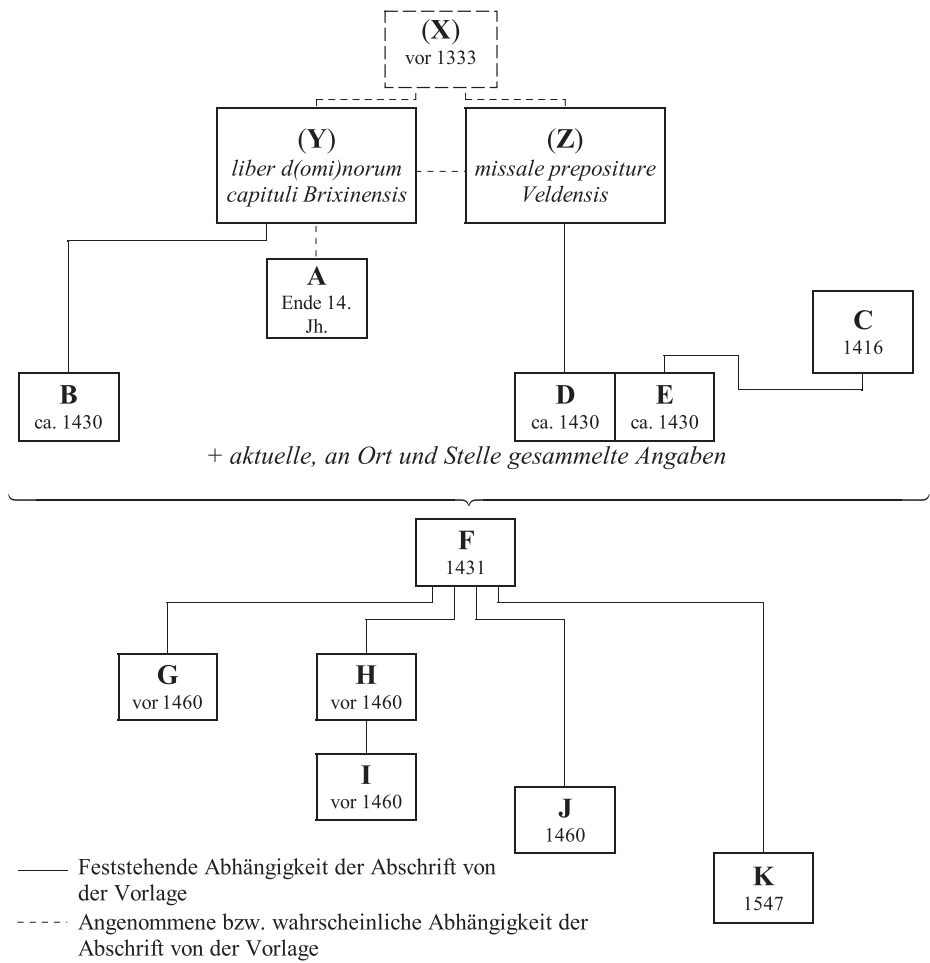 (X)
vor 1333
(Y)
liber d(omi)norum
capituli Brixinensis
(Z)
missale prepositure
Veldensis
A
Ende 14.
Jh.
C
1416
B
ca. 1430
D
ca. 1430
E
ca. 1430
+ aktuelle, an Ort und Stelle gesammelte Angaben
F
1431
G
vor 1460
H
vor 1460
I
vor 1460
J
1460
K
1547
Feststehende Abhängigkeit der Abschrift von
der Vorlage
Angenommene bzw. wahrscheinliche Abhängigkeit der
Abschrift von der Vorlage